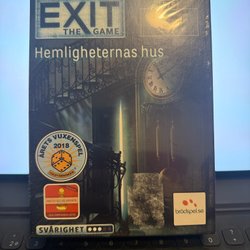 EXIT
THE GAME
Hemligheternas hus
ÅRETS VUXENSPEL
2018
SVÅRIGHET
brädspel.se